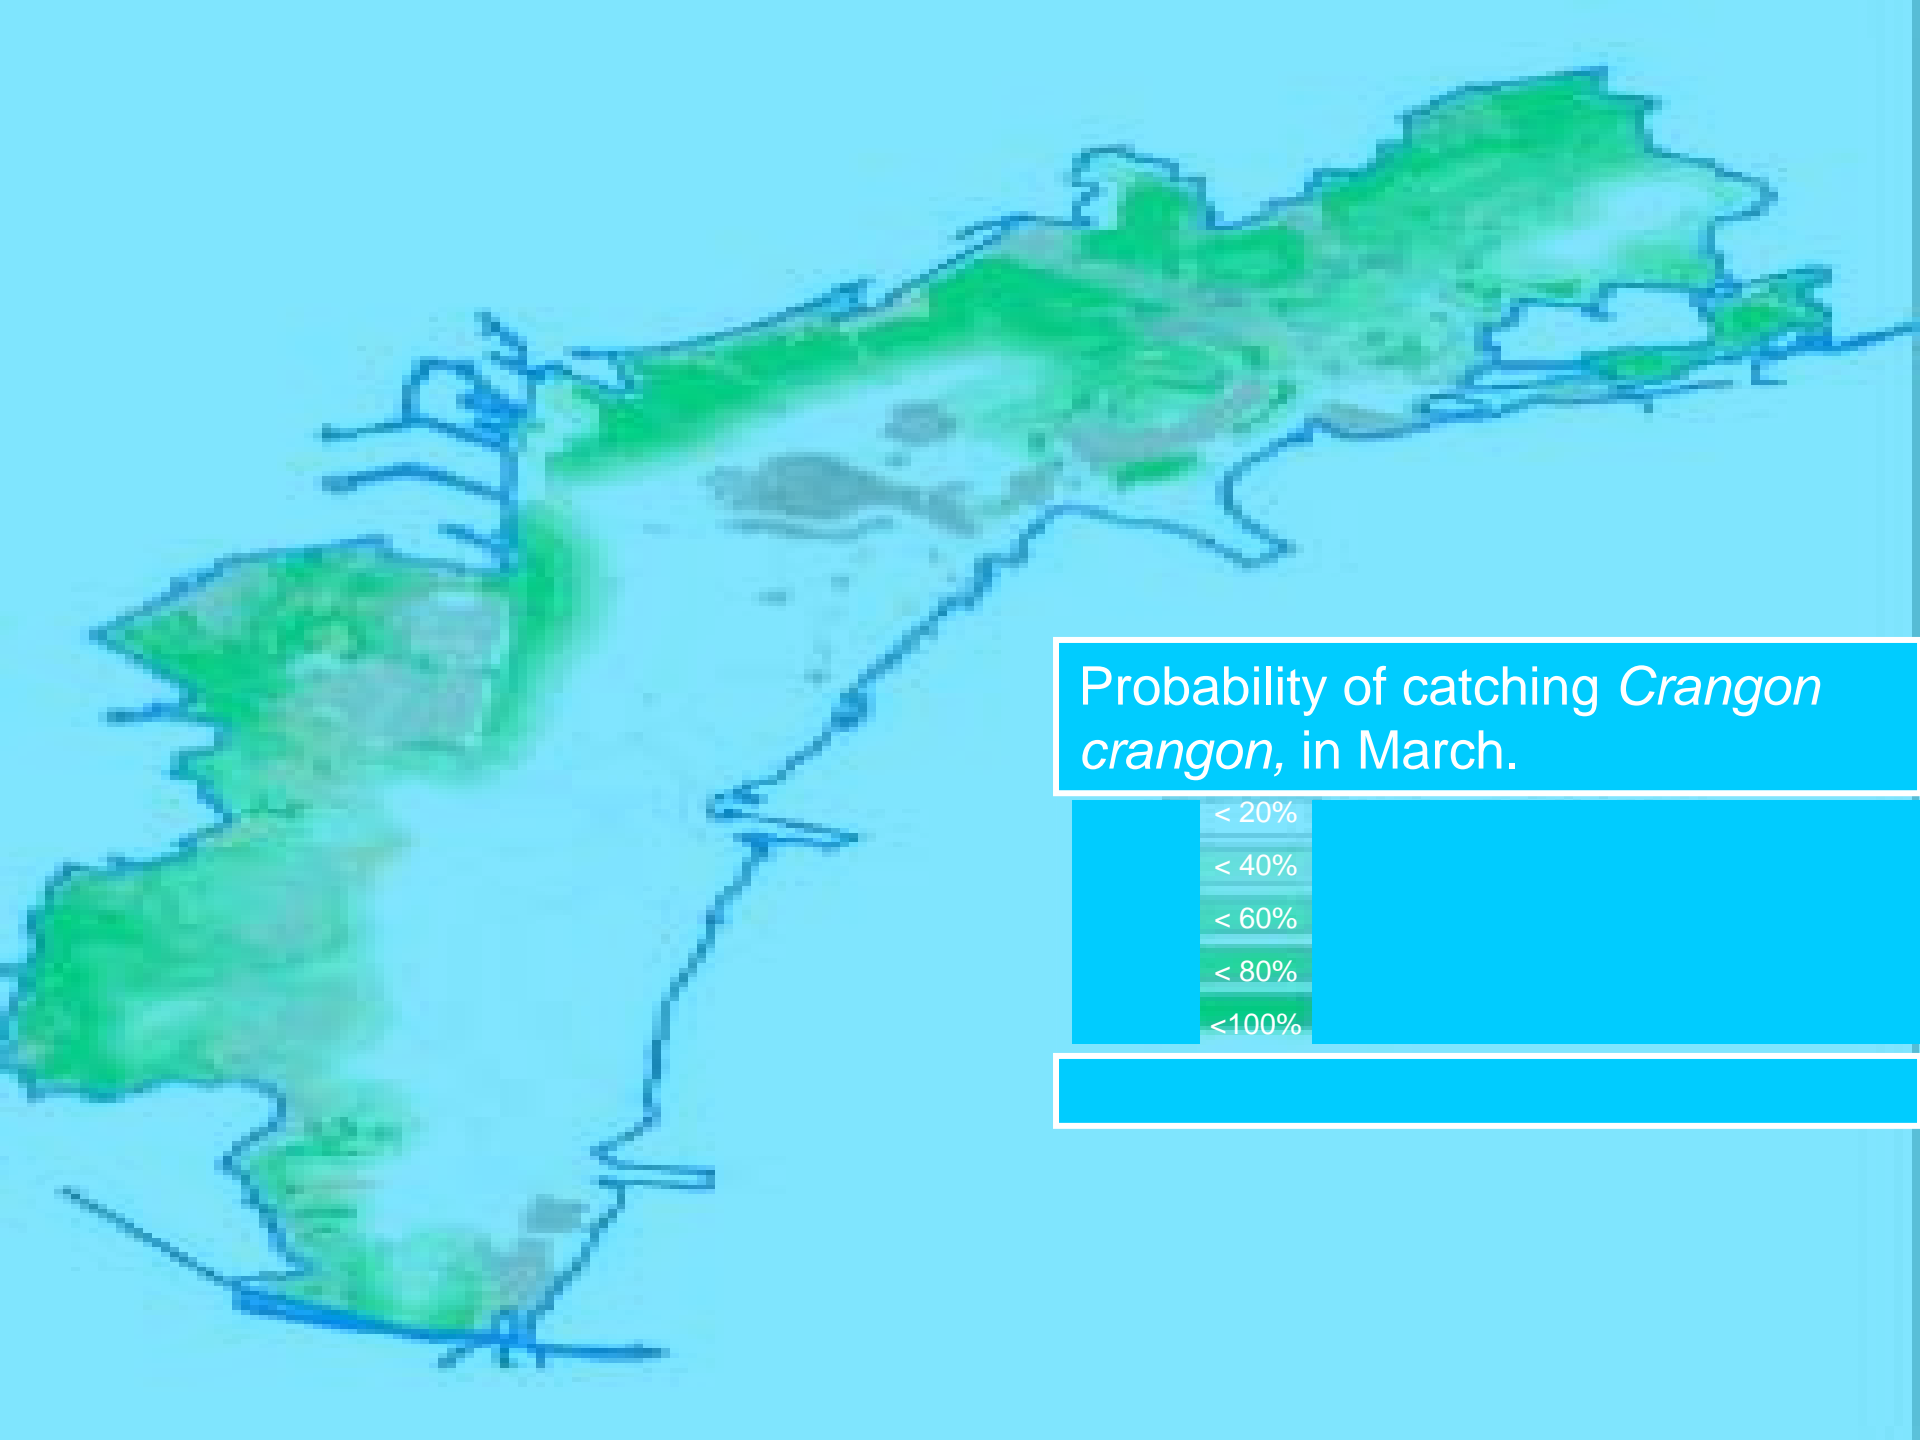 Probability of catching Crangon
crangon, in March.
< 20%
< 40%
< 60%
< 80%
<100%